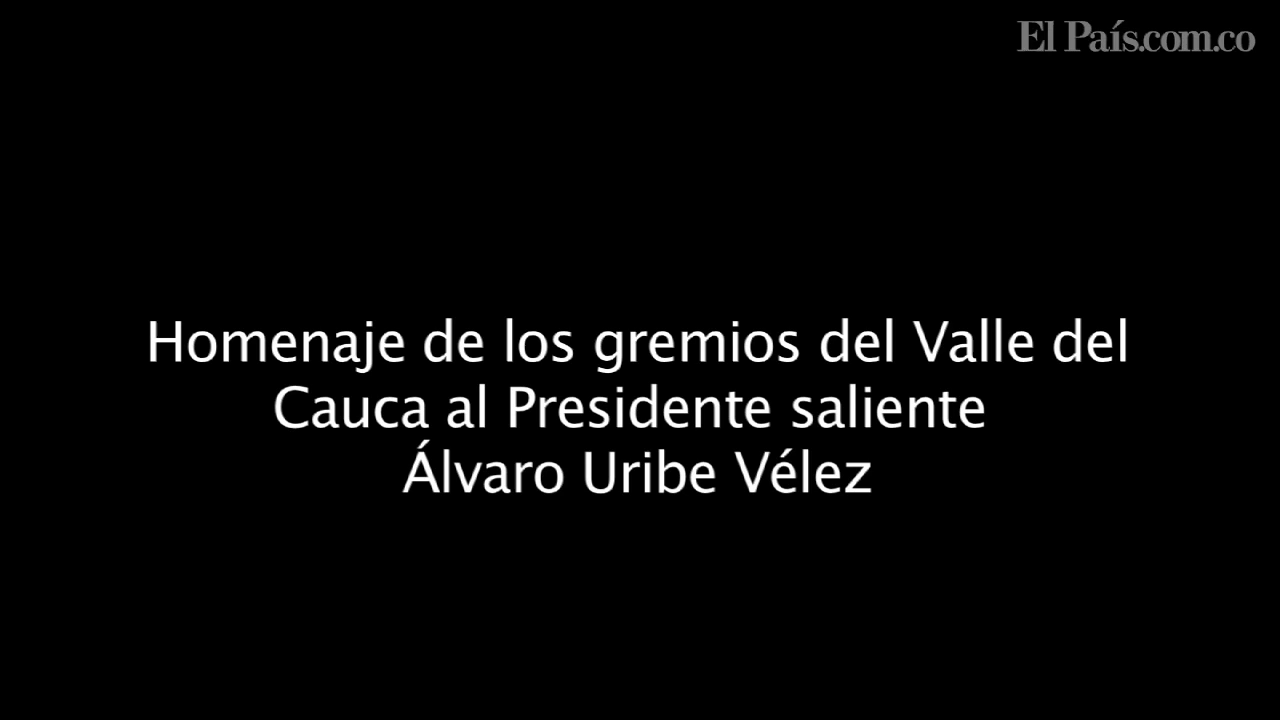 El País.com.co
Homenaje de los gremios del Valle del
Cauca al Presidente saliente
Álvaro Uribe Vélez